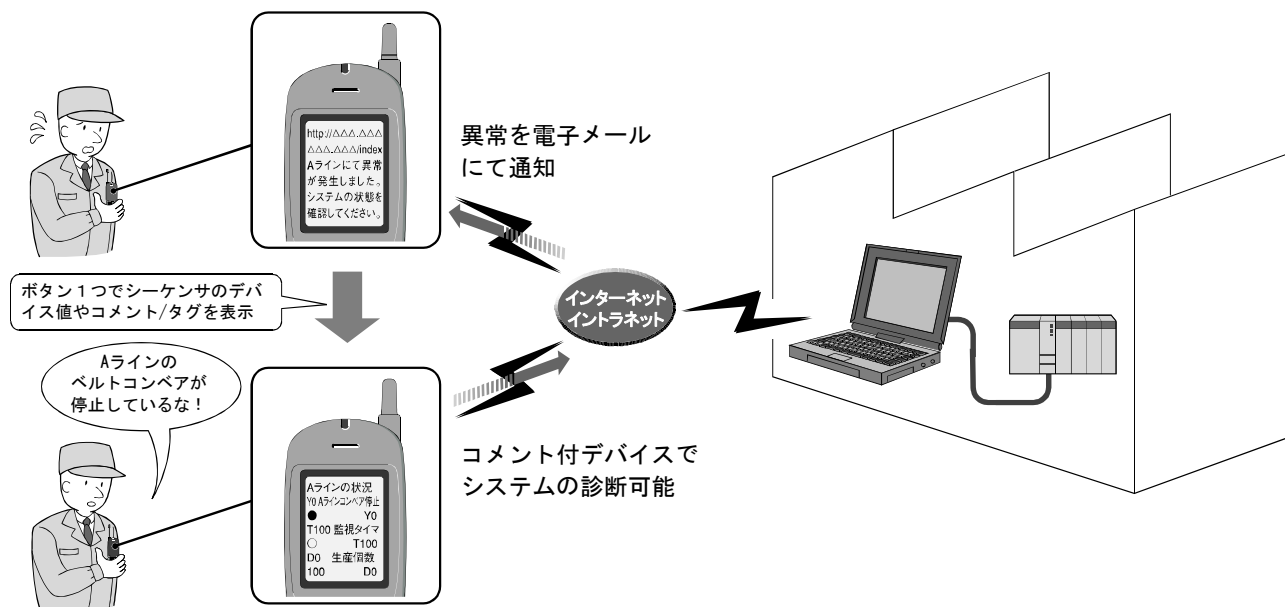 http://△△△.△△△
△△△.△△△/index
Aラインにて異常
が発生しました。
システムの状態を
確認してください。
異常を電子メール
にて通知
ボタン1つでシーケンサのデバ
イス値やコメント/タグを表示
インターネット
イントラネット
Aラインの
ベルトコンベアが
停止しているな!
Aラインの状況
Y0 Aラインコンベア停止
● Y0
T100 監視タイマ
○ T100
D0 生産個数
100 D0
コメント付デバイスで
システムの診断可能